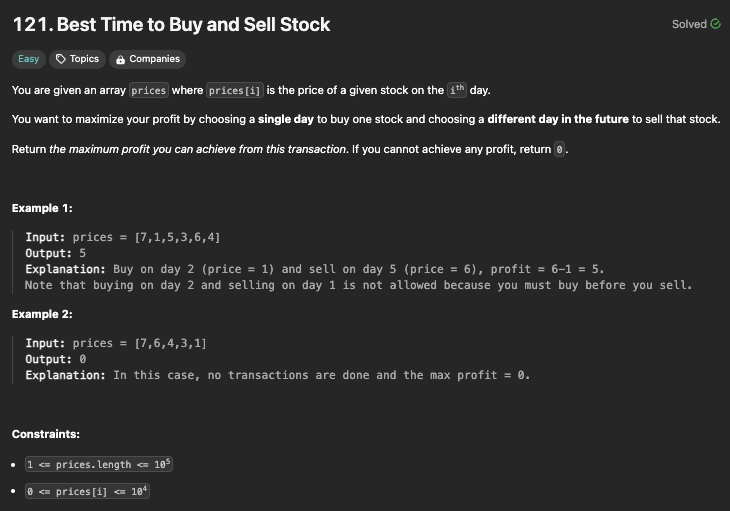 121. Best Time to Buy and Sell Stock
Solved
Easy Topics Companies
You are given an array prices where prices[i] is the price of a given stock on the ith day.
You want to maximize your profit by choosing a single day to buy one stock and choosing a different day in the future to sell that stock.
Return the maximum profit you can achieve from this transaction. If you cannot achieve any profit, return 0.
Example 1:
Input: prices = [7,1,5,3,6,4]
Output: 5
Explanation: Buy on day 2 (price = 1) and sell on day 5 (price = 6), profit = 6-1 = 5.
Note that buying on day 2 and selling on day 1 is not allowed because you must buy before you sell.
Example 2:
Input: prices = [7,6,4,3,1]
Output: 0
Explanation: In this case, no transactions are done and the max profit = 0.
Constraints:
• 1 <= prices.length <= 10⁵
• 0 <= prices[i] <= 10⁴